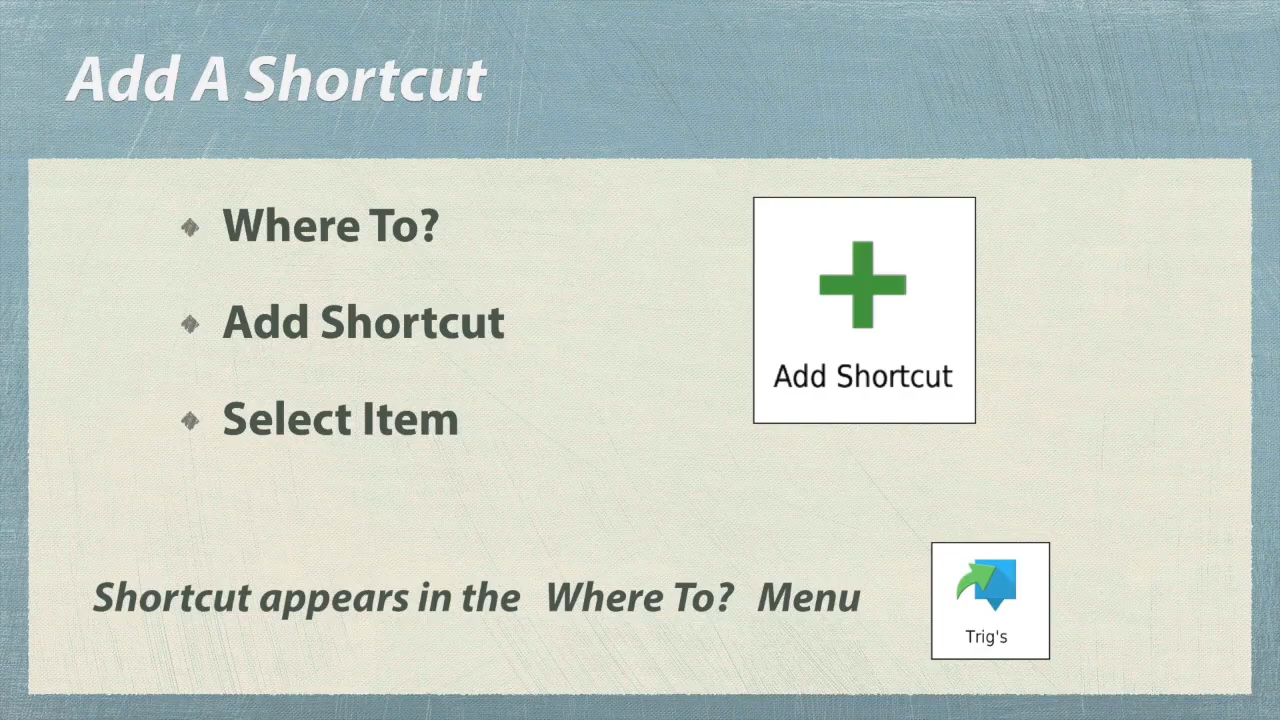 Add A Shortcut
Where To?
Add Shortcut
Select Item
Add Shortcut
Shortcut appears in the Where To? Menu
Trig's